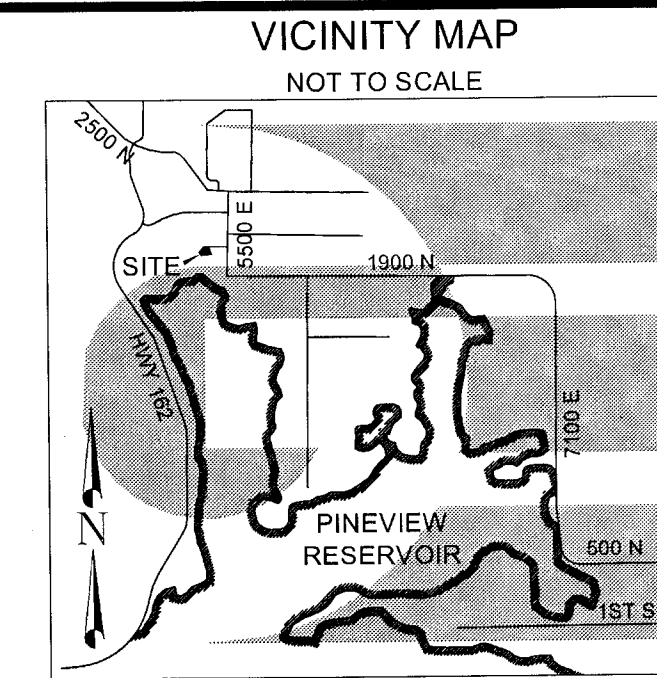 VICINITY MAP
NOT TO SCALE
2500 N
5500 E
SITE
1900 N
HWY 162
7100 E
N
PINEVIEW
RESERVOIR
500 N
1ST S